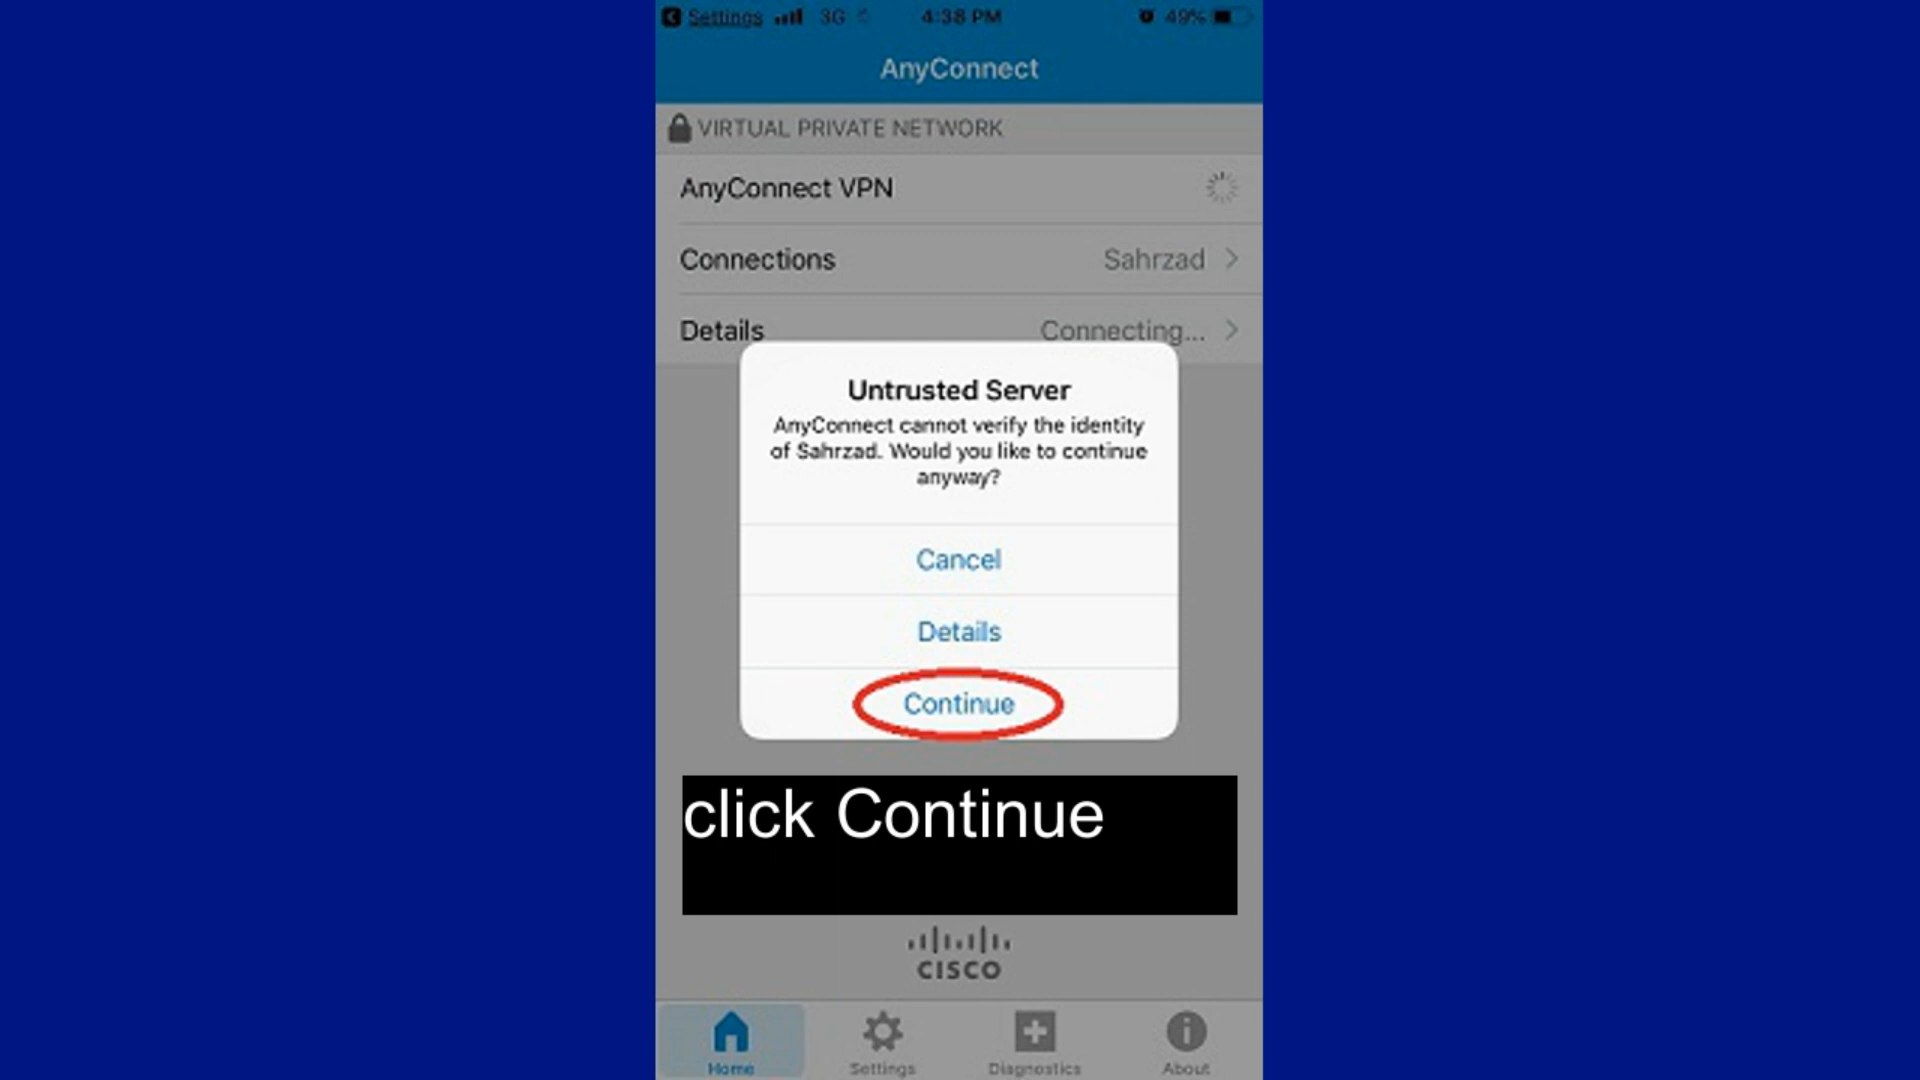 Settings 3G 4:38 PM 49%
AnyConnect
VIRTUAL PRIVATE NETWORK
AnyConnect VPN
Connections Sahrzad
Details Connecting...
Untrusted Server
AnyConnect cannot verify the identity
of Sahrzad. Would you like to continue
anyway?
Cancel
Details
Continue
click Continue
CISCO
Home Settings Diagnostics About